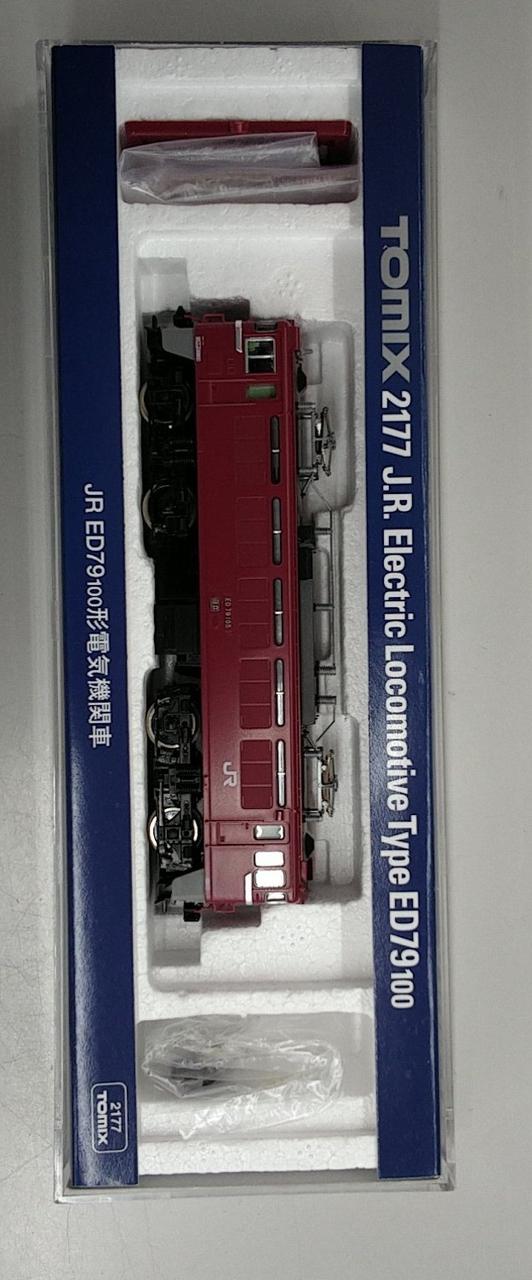 TOMIX 2177 J.R. Electric Locomotive Type ED79100
ED79105
JR
JR ED79100形電気機関車
2177
TOMIX